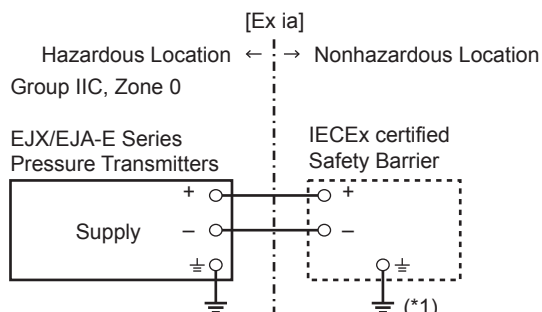 [Ex ia]
Hazardous Location ← → Nonhazardous Location
Group IIC, Zone 0
EJX/EJA-E Series
Pressure Transmitters
IECEx certified
Safety Barrier
+ +
Supply – –
(*1)